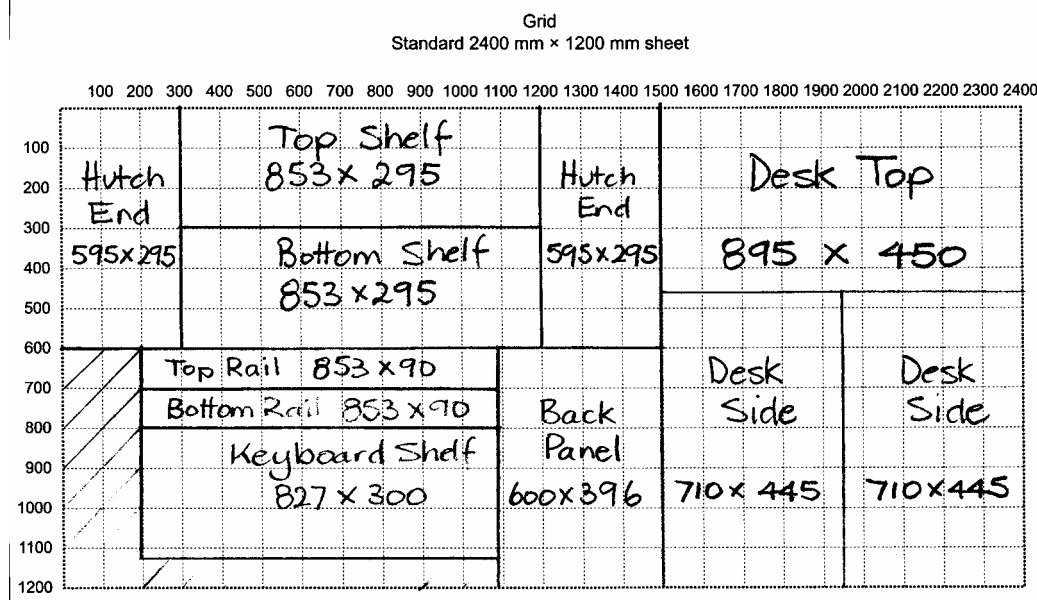 Grid
Standard 2400 mm × 1200 mm sheet
100 200 300 400 500 600 700 800 900 1000 1100 1200 1300 1400 1500 1600 1700 1800 1900 2000 2100 2200 2300 2400
100
200
300
400
500
600
700
800
900
1000
1100
1200
Hutch
End
595x295
Top Shelf
853x 295
Bottom Shelf
853 x295
Hutch
End
595x295
Desk Top
895 x 450
Top Rail 853 x90
Bottom Rail 853 x90
Keyboard Shelf
827 x 300
Back
Panel
600x396
Desk
Side
710x 445
Desk
Side
710x445